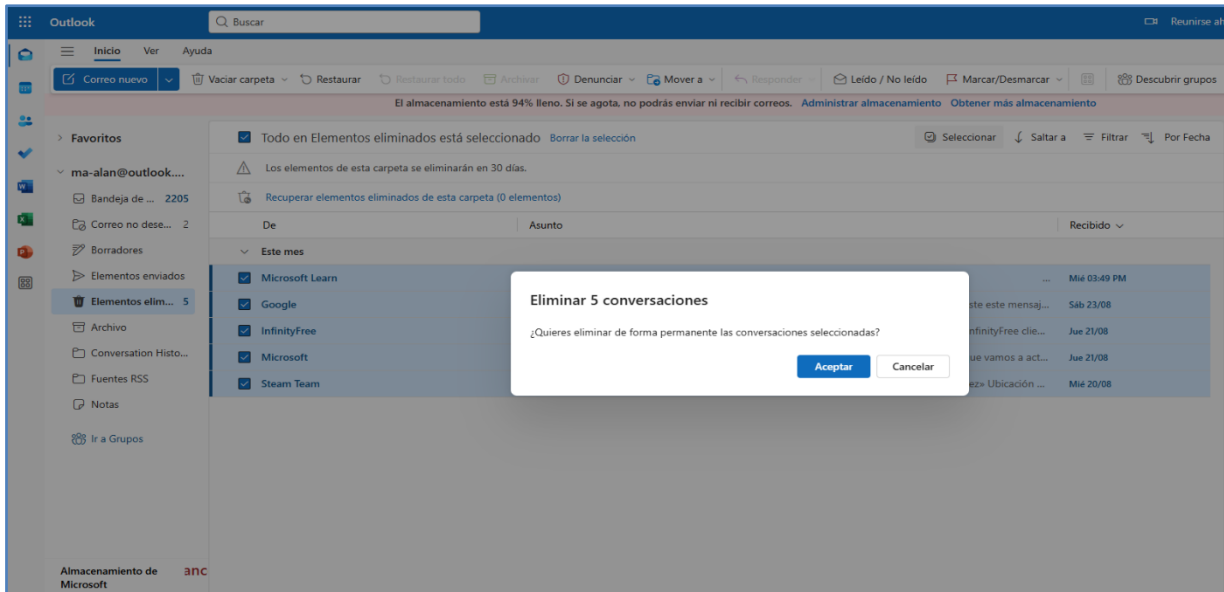 Outlook
Buscar
Reunirse ah
Inicio Ver Ayuda
Correo nuevo Vaciar carpeta Restaurar Restaurar todo Archivar Denunciar Mover a Responder Leído / No leído Marcar/Desmarcar Descubrir grupos
El almacenamiento está 94% lleno. Si se agota, no podrás enviar ni recibir correos. Administrar almacenamiento Obtener más almacenamiento
Favoritos
Todo en Elementos eliminados está seleccionado Borrar la selección
Seleccionar Saltar a Filtrar Por Fecha
ma-alan@outlook....
Los elementos de esta carpeta se eliminarán en 30 días.
Bandeja de ... 2205
Recuperar elementos eliminados de esta carpeta (0 elementos)
Correo no dese... 2
De Asunto Recibido
Borradores
Este mes
Elementos enviados
Microsoft Learn ... Mié 03:49 PM
Elementos elim... 5
Google ste este mensaj... Sáb 23/08
Archivo
InfinityFree nfinityFree clie... Jue 21/08
Conversation Histo...
Microsoft ue vamos a act... Jue 21/08
Fuentes RSS
Steam Team ez» Ubicación ... Mié 20/08
Notas
Ir a Grupos
Eliminar 5 conversaciones
¿Quieres eliminar de forma permanente las conversaciones seleccionadas?
Aceptar Cancelar
Almacenamiento de
Microsoft
anc